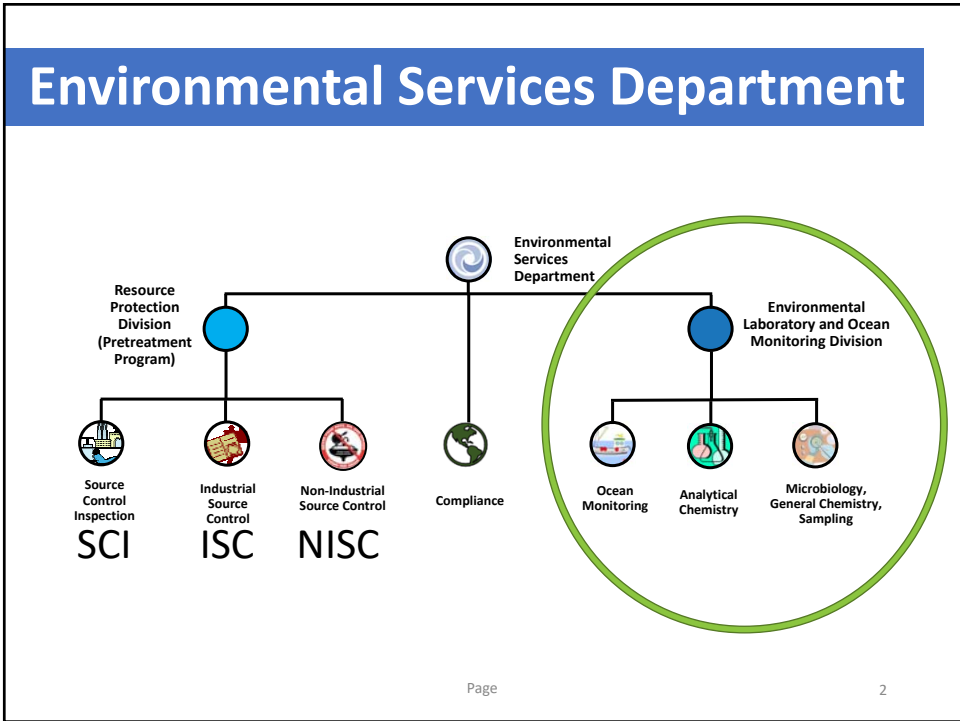 Environmental Services Department
Environmental
Services
Department
Resource
Protection
Division
(Pretreatment
Program)
Environmental
Laboratory and Ocean
Monitoring Division
Source
Control
Inspection
SCI
Industrial
Source
Control
ISC
Non-Industrial
Source Control
NISC
Compliance
Ocean
Monitoring
Analytical
Chemistry
Microbiology,
General Chemistry,
Sampling
Page
2